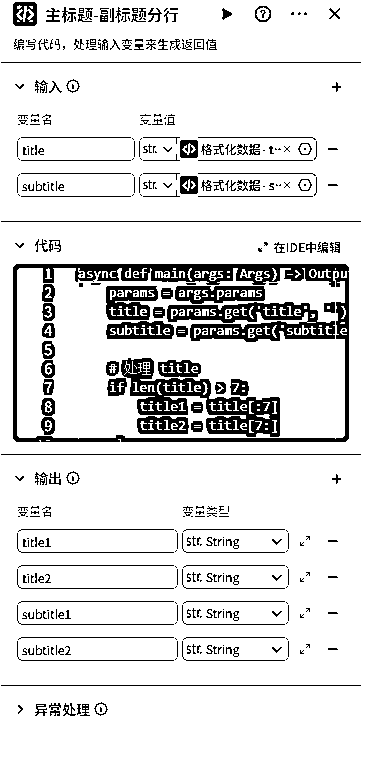 主标题-副标题分行
编写代码，处理输入变量来生成返回值
输入
变量名 变量值
title str. 格式化数据 - t··· ×
subtitle str. 格式化数据 - s··· ×
代码 在IDE中编辑
1 async def main(args: Args) => Outpu
2 params = args.params
3 title = params.get('title', '')
4 subtitle = params.get('subtitle
5
6 # 处理 title
7 if len(title) > 7:
8 title1 = title[:7]
9 title2 = title[7:]
输出
变量名 变量类型
title1 str. String
title2 str. String
subtitle1 str. String
subtitle2 str. String
异常处理